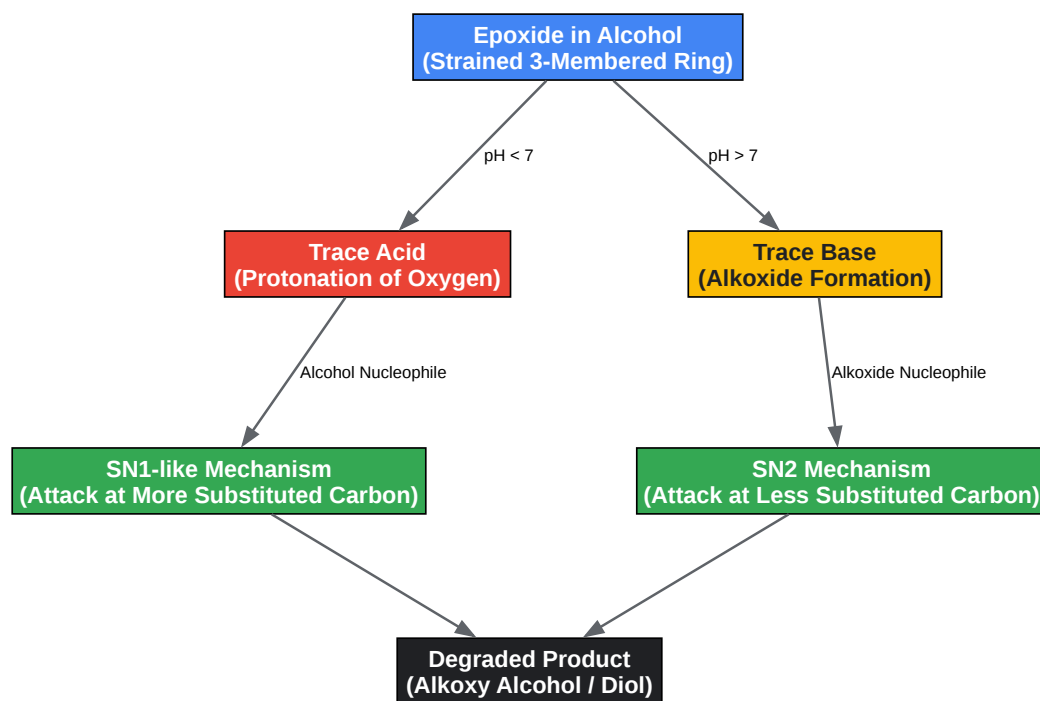 Epoxide in Alcohol
(Strained 3-Membered Ring)
pH < 7
pH > 7
Trace Acid
(Protonation of Oxygen)
Trace Base
(Alkoxide Formation)
Alcohol Nucleophile
Alkoxide Nucleophile
SN1-like Mechanism
(Attack at More Substituted Carbon)
SN2 Mechanism
(Attack at Less Substituted Carbon)
Degraded Product
(Alkoxy Alcohol / Diol)